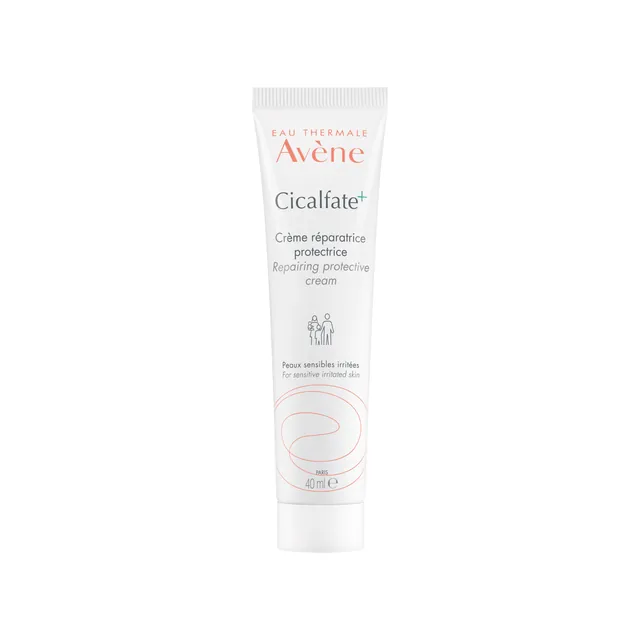 EAU THERMALE
Avène
Cicalfate+
Crème réparatrice
protectrice
Repairing protective
cream
Peaux sensibles irritées
For sensitive irritated skin
PARIS
40 ml ℮